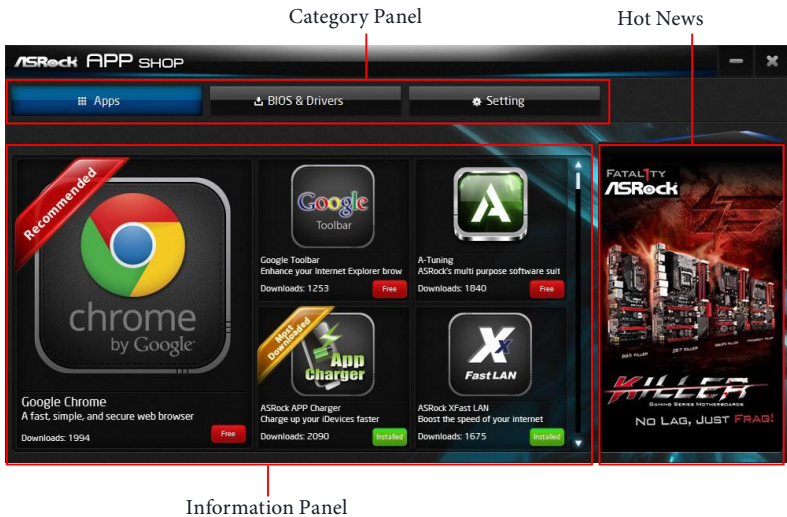 Category Panel
Hot News
ASRock APP SHOP
Apps
BIOS & Drivers
Setting
Recommended
chrome
by Google
Google Chrome
A fast, simple, and secure web browser
Downloads: 1994
Free
Google
Toolbar
Google Toolbar
Enhance your Internet Explorer brow
Downloads: 1253
Free
A-Tuning
ASRock's multi purpose software suit
Downloads: 1840
Free
Most
Downloaded
App
Charger
ASRock APP Charger
Charge up your iDevices faster
Downloads: 2090
Installed
Xx
Fast LAN
ASRock XFast LAN
Boost the speed of your internet
Downloads: 1675
Installed
FATAL1TY
ASRock
KILLER
GAMING SERIES MOTHERBOARDS
NO LAG, JUST FRAG!
Information Panel